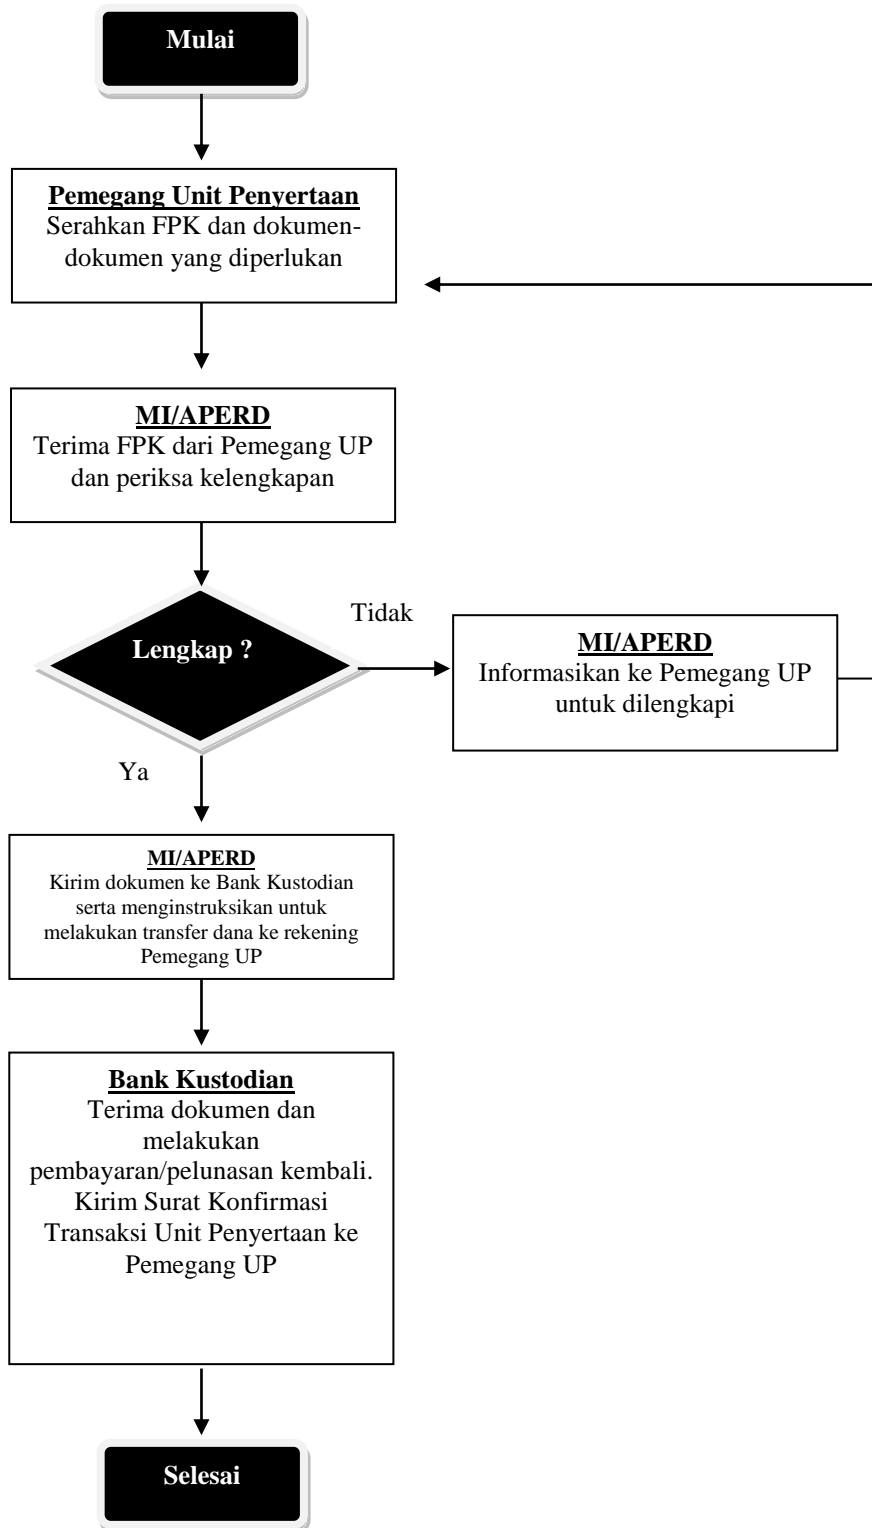 Mulai
Pemegang Unit Penyertaan
Serahkan FPK dan dokumen-
dokumen yang diperlukan
MI/APERD
Terima FPK dari Pemegang UP
dan periksa kelengkapan
Lengkap ?
Tidak
MI/APERD
Informasikan ke Pemegang UP
untuk dilengkapi
Ya
MI/APERD
Kirim dokumen ke Bank Kustodian
serta menginstruksikan untuk
melakukan transfer dana ke rekening
Pemegang UP
Bank Kustodian
Terima dokumen dan
melakukan
pembayaran/pelunasan kembali.
Kirim Surat Konfirmasi
Transaksi Unit Penyertaan ke
Pemegang UP
Selesai